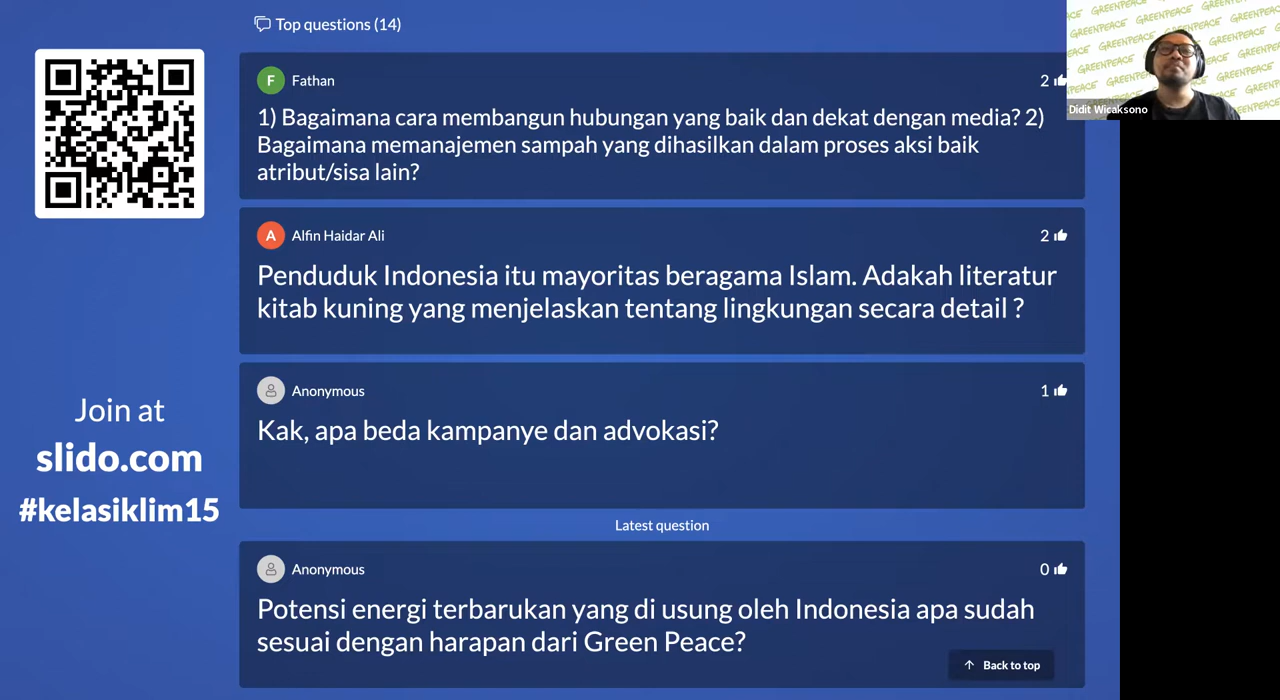 Top questions (14)
F Fathan 2
1) Bagaimana cara membangun hubungan yang baik dan dekat dengan media? 2)
Bagaimana memanajemen sampah yang dihasilkan dalam proses aksi baik
atribut/sisa lain?
A Alfin Haidar Ali 2
Penduduk Indonesia itu mayoritas beragama Islam. Adakah literatur
kitab kuning yang menjelaskan tentang lingkungan secara detail ?
Anonymous 1
Kak, apa beda kampanye dan advokasi?
Latest question
Anonymous 0
Potensi energi terbarukan yang di usung oleh Indonesia apa sudah
sesuai dengan harapan dari Green Peace?
Back to top
Join at
slido.com
#kelasiklim15
GREENPEACE
Didit Wicaksono